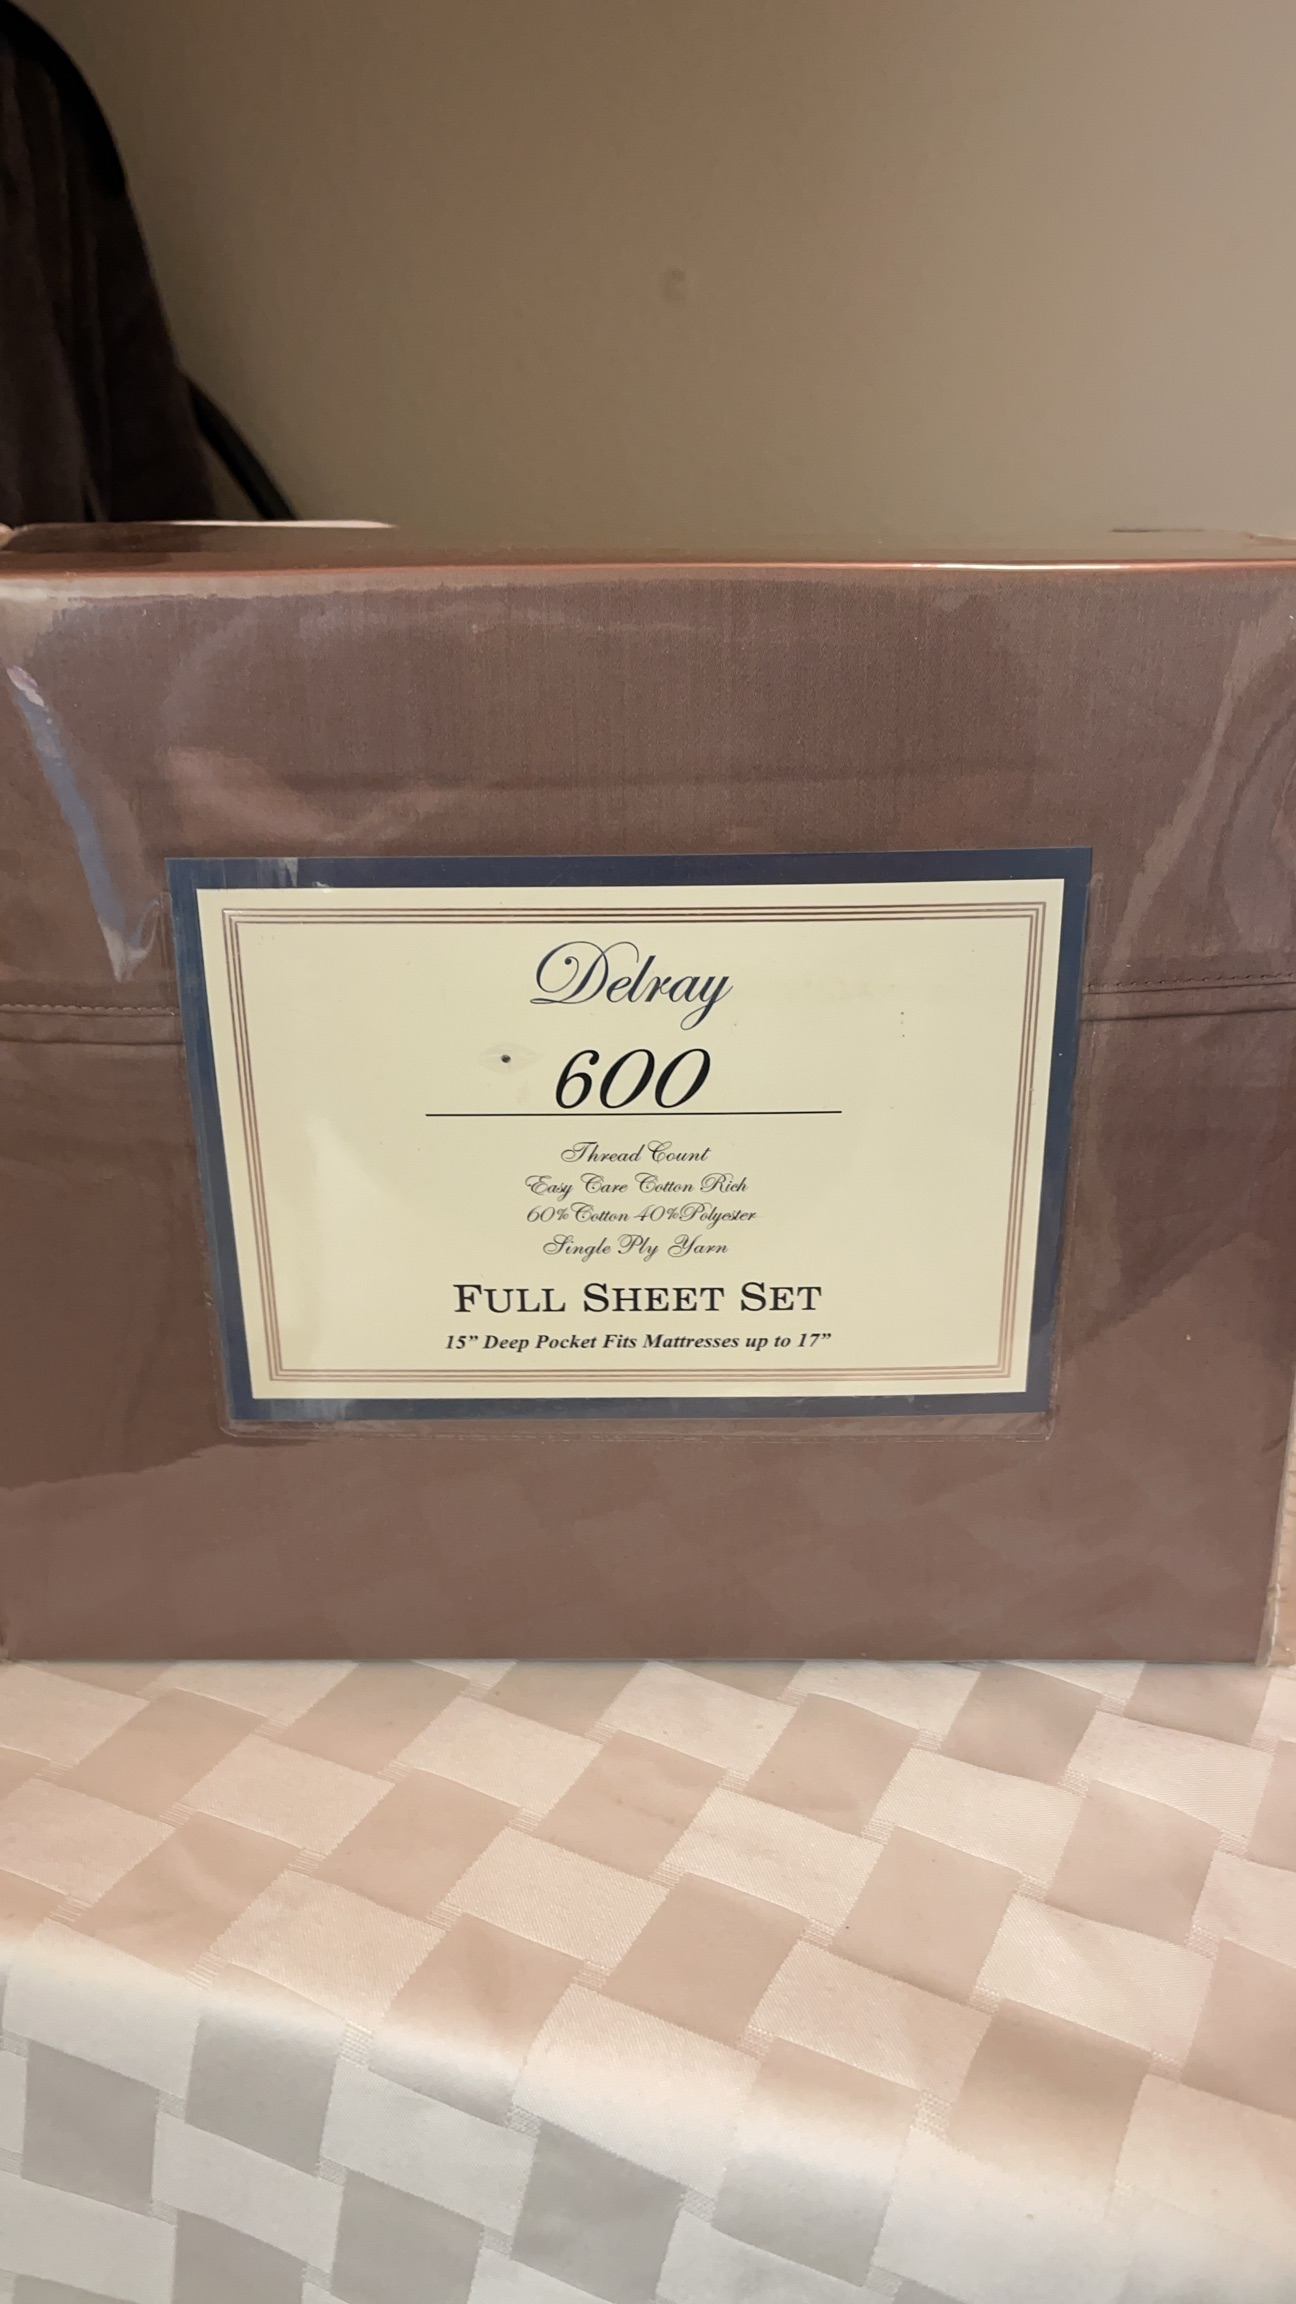 Delray
600
Thread Count
Easy Care Cotton Rich
60% Cotton 40% Polyester
Single Ply Yarn
FULL SHEET SET
15” Deep Pocket Fits Mattresses up to 17”